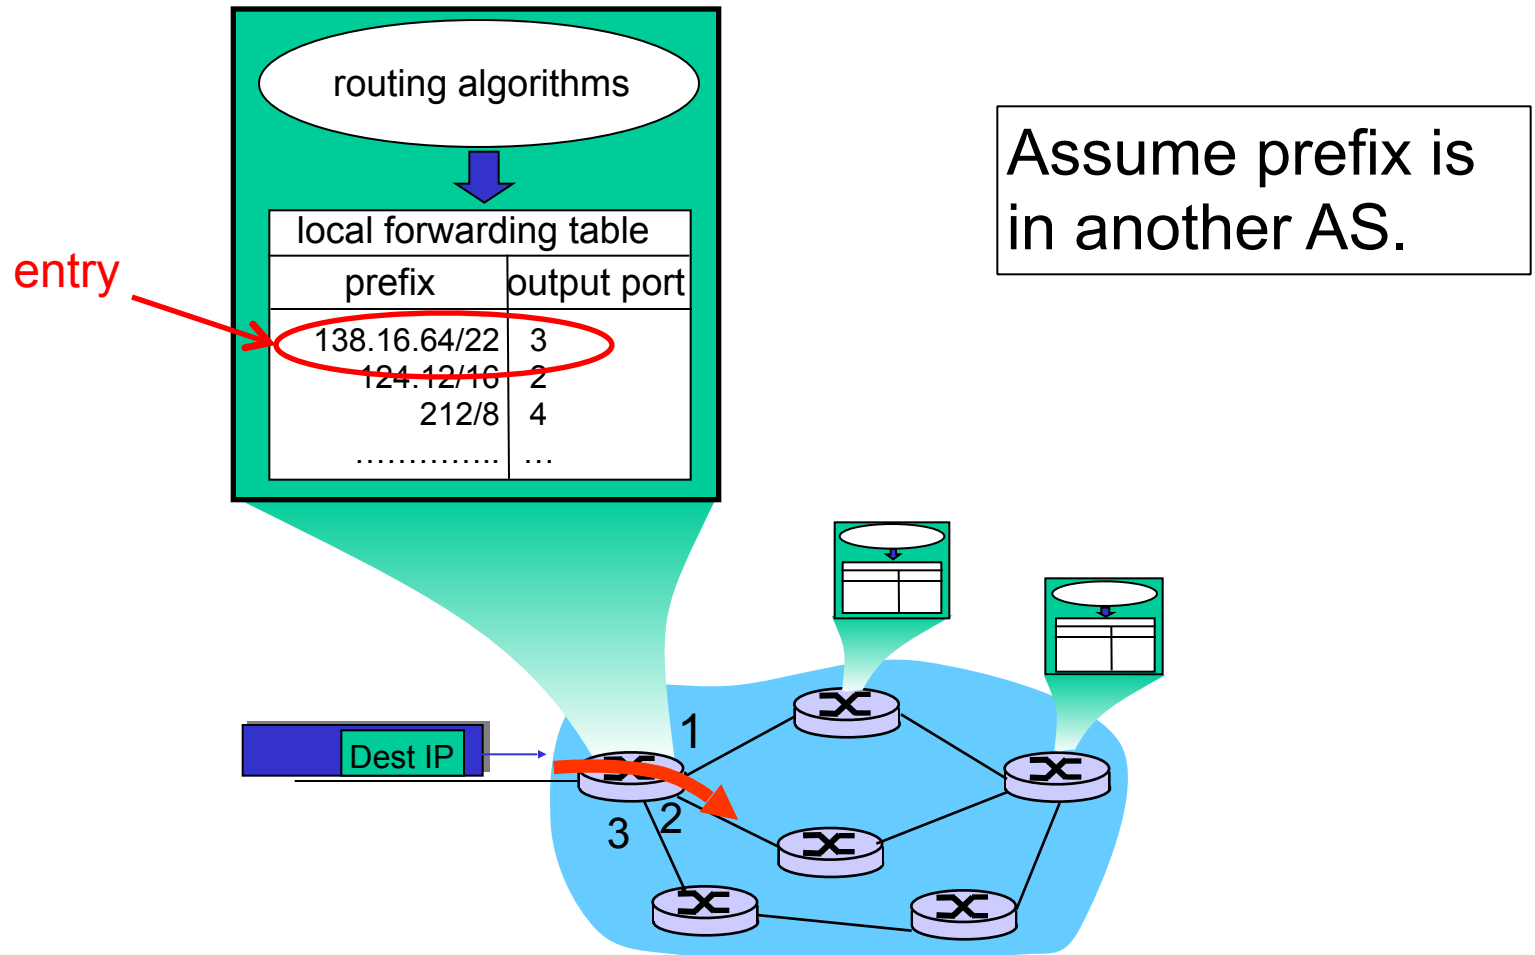 routing algorithms
Assume prefix is
in another AS.
local forwarding table
entry
prefix output port
138.16.64/22 3
124.12/16 2
212/8 4
………….. …
1
Dest IP
2
3